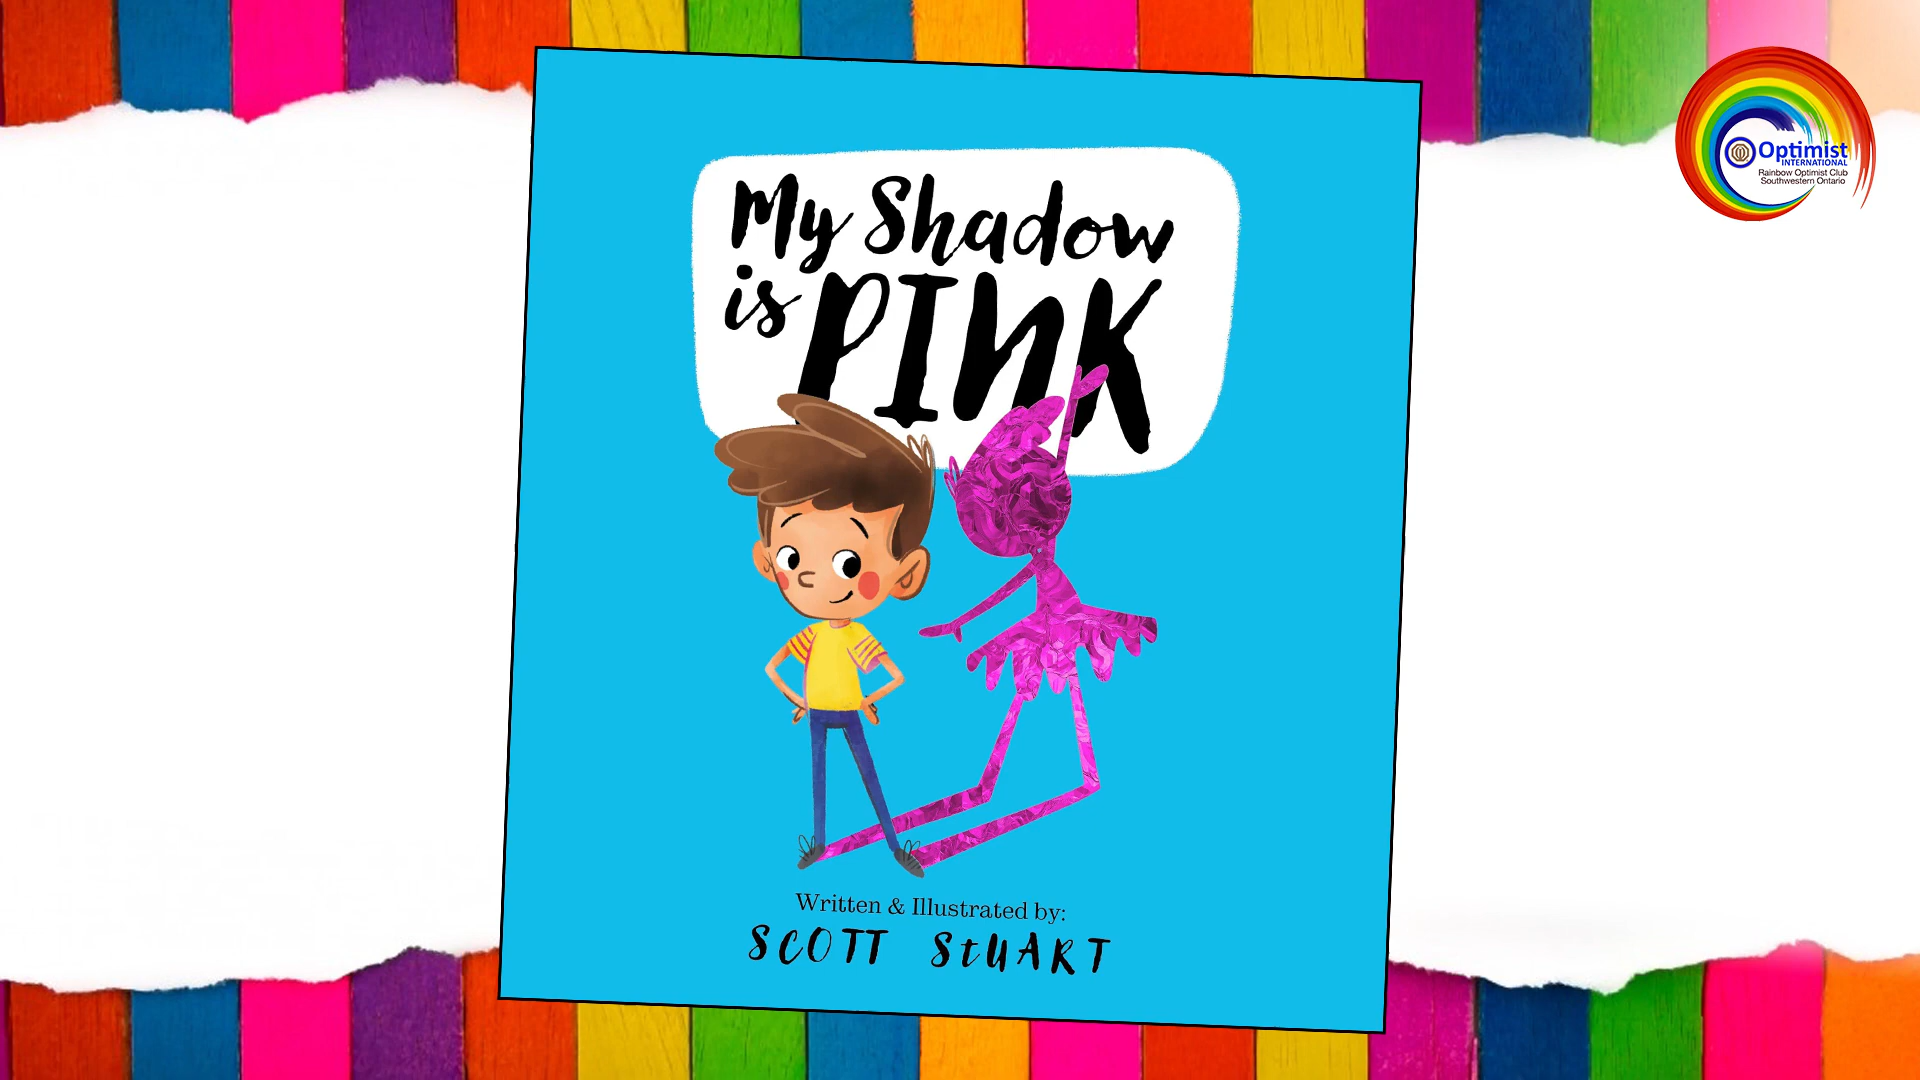 My Shadow
is PINK
Written & Illustrated by:
SCOTT StUART
Optimist
INTERNATIONAL
Rainbow Optimist Club
Southwestern Ontario